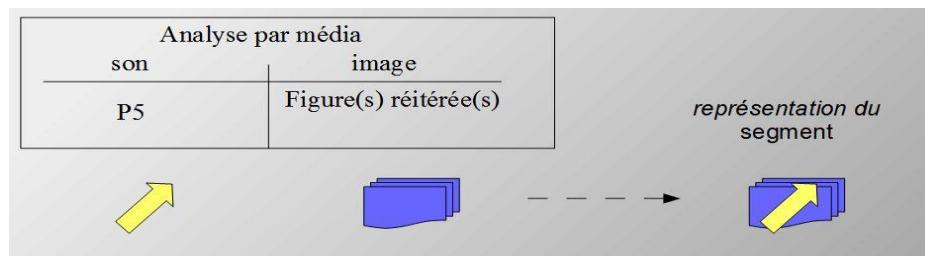 Analyse par média
son image
P5 Figure(s) réitérée(s)
représentation du
segment